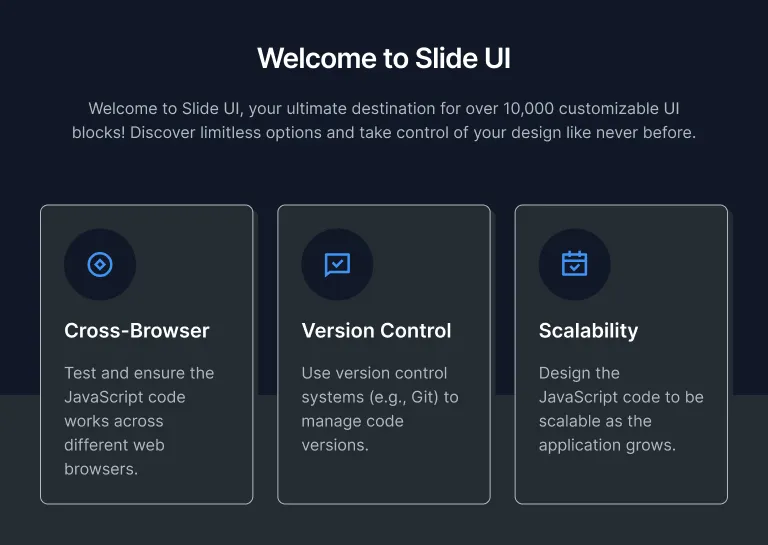 Welcome to Slide UI
Welcome to Slide UI, your ultimate destination for over 10,000 customizable UI
blocks! Discover limitless options and take control of your design like never before.
Cross-Browser
Test and ensure the
JavaScript code
works across
different web
browsers.
Version Control
Use version control
systems (e.g., Git) to
manage code
versions.
Scalability
Design the
JavaScript code to be
scalable as the
application grows.